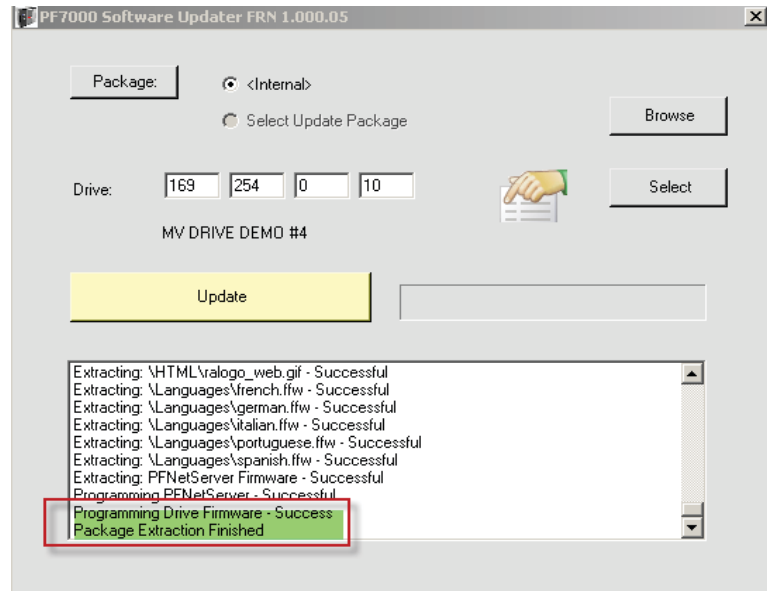 PF7000 Software Updater FRN 1.000.05
Package:
<Internal>
Select Update Package
Browse
Drive:
169
254
0
10
Select
MV DRIVE DEMO #4
Update
Extracting: \HTML\ralogo_web.gif - Successful
Extracting: \Languages\french.ffw - Successful
Extracting: \Languages\german.ffw - Successful
Extracting: \Languages\italian.ffw - Successful
Extracting: \Languages\portuguese.ffw - Successful
Extracting: \Languages\spanish.ffw - Successful
Extracting: PFNetServer Firmware - Successful
Programming PFNetServer - Successful
Programming Drive Firmware - Success
Package Extraction Finished